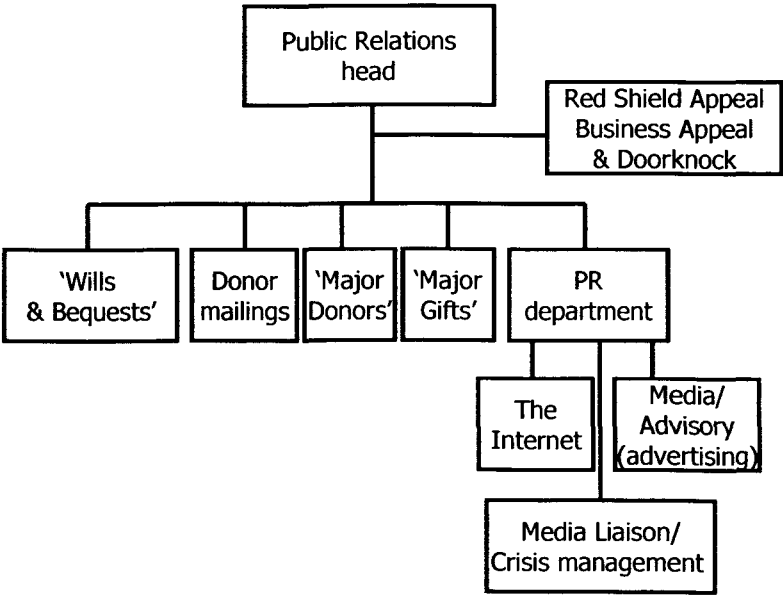 Public Relations
head
Red Shield Appeal
Business Appeal
& Doorknock
‘Wills
& Bequests’
Donor
mailings
‘Major
Donors’
‘Major
Gifts’
PR
department
The
Internet
Media/
Advisory
(advertising)
Media Liaison/
Crisis management